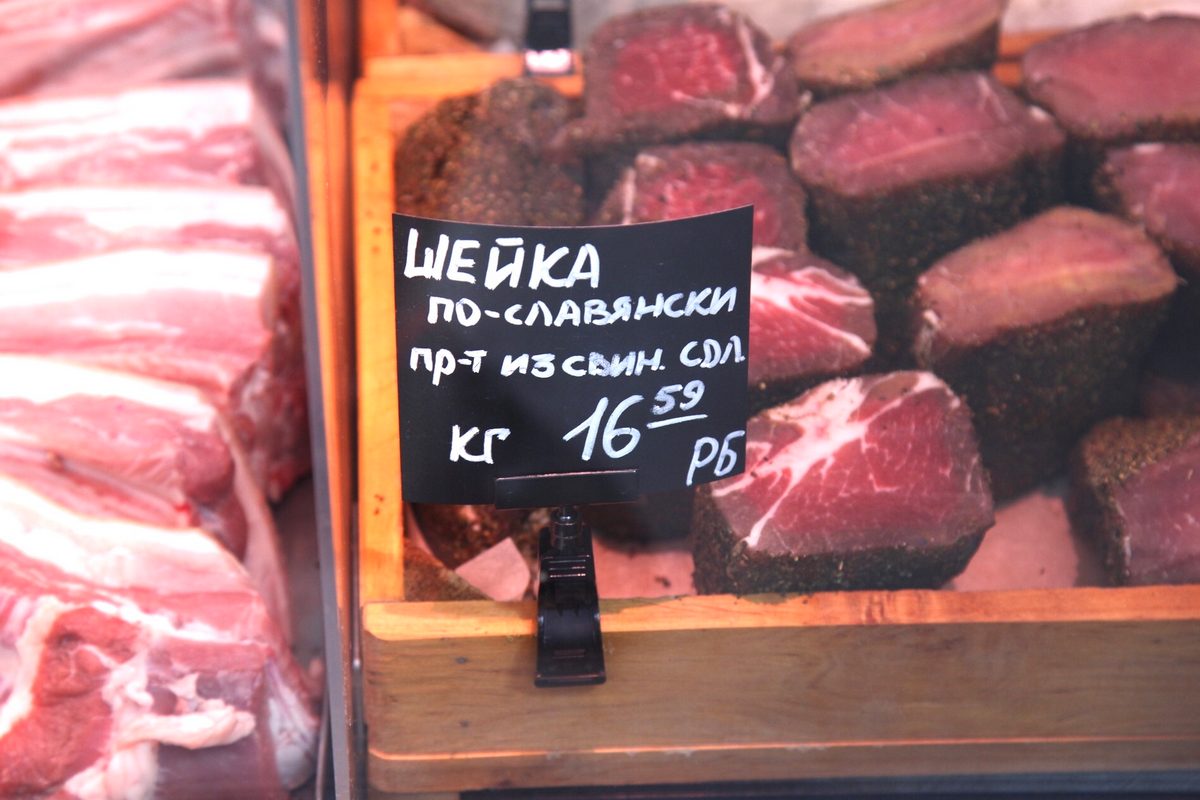 ШЕЙКА
ПО-СЛАВЯНСКИ
ПР-Т ИЗ СВИН. СОЛ.
КГ 16 59
РБ